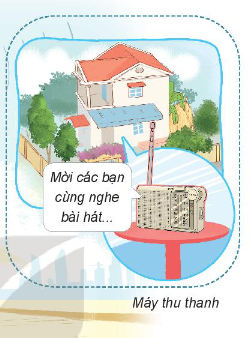 Mời các bạn
cùng nghe
bài hát...
Máy thu thanh